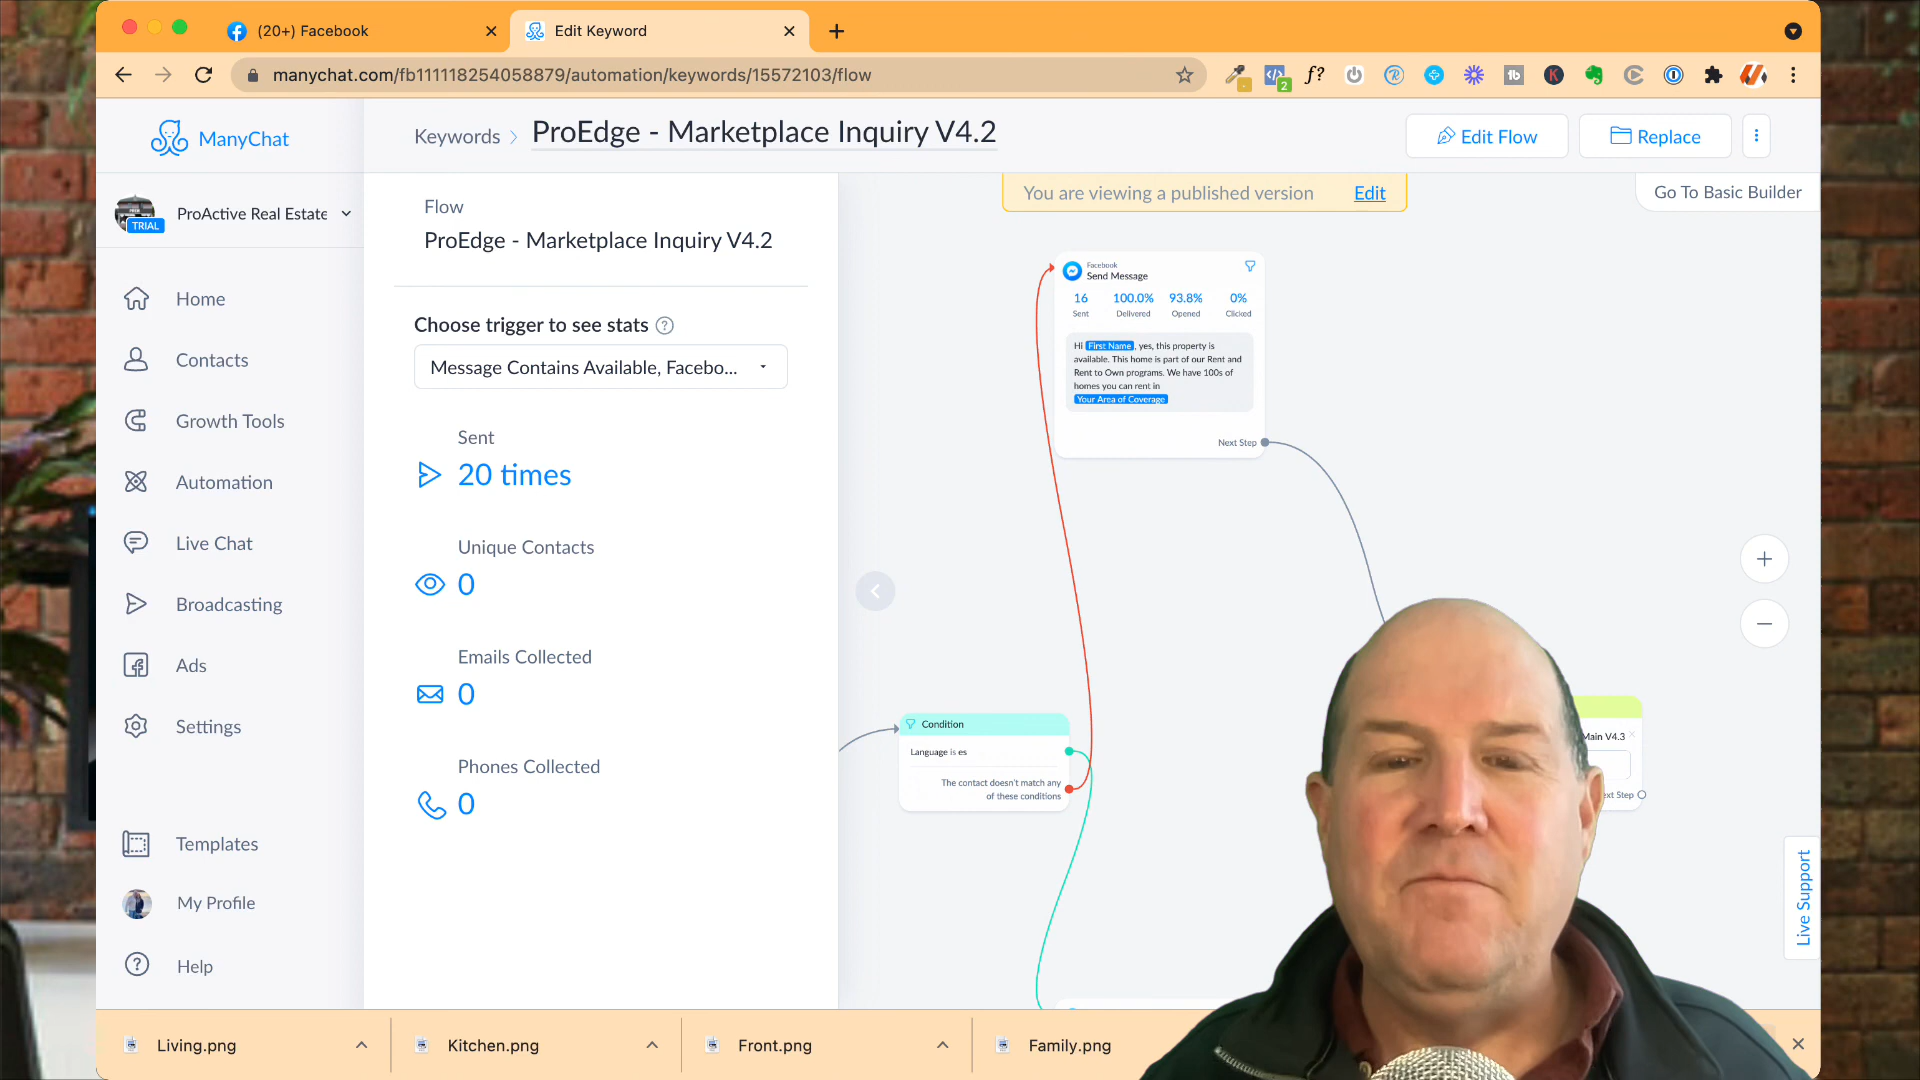 (20+) Facebook
Edit Keyword
manychat.com/fb111118254058879/automation/keywords/15572103/flow
f?
2
tb
K
ManyChat
Keywords
ProEdge - Marketplace Inquiry V4.2
Edit Flow
Replace
ProActive Real Estate
TRIAL
You are viewing a published version Edit
Go To Basic Builder
Flow
ProEdge - Marketplace Inquiry V4.2
Home
Contacts
Growth Tools
Automation
Live Chat
Broadcasting
Ads
Settings
Templates
My Profile
Help
Choose trigger to see stats
Message Contains Available, Facebo...
Sent
20 times
Unique Contacts
0
Emails Collected
0
Phones Collected
0
Facebook
Send Message
16 100.0% 93.8% 0%
Sent Delivered Opened Clicked
Hi First Name, yes, this property is
available. This home is part of our Rent and
Rent to Own programs. We have 100s of
homes you can rent in
Your Area of Coverage
Next Step
Condition
Language is es
The contact doesn't match any
of these conditions
Main V4.3
ext Step
Live Support
Living.png
Kitchen.png
Front.png
Family.png